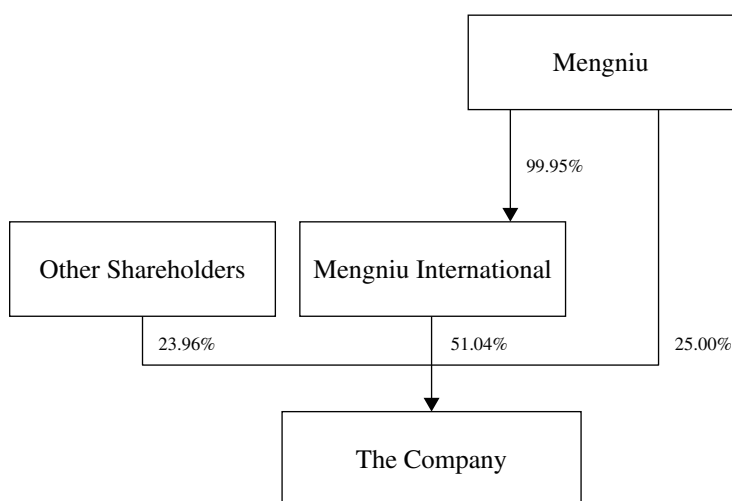 Mengniu
99.95%
Other Shareholders
Mengniu International
23.96%
51.04%
25.00%
The Company